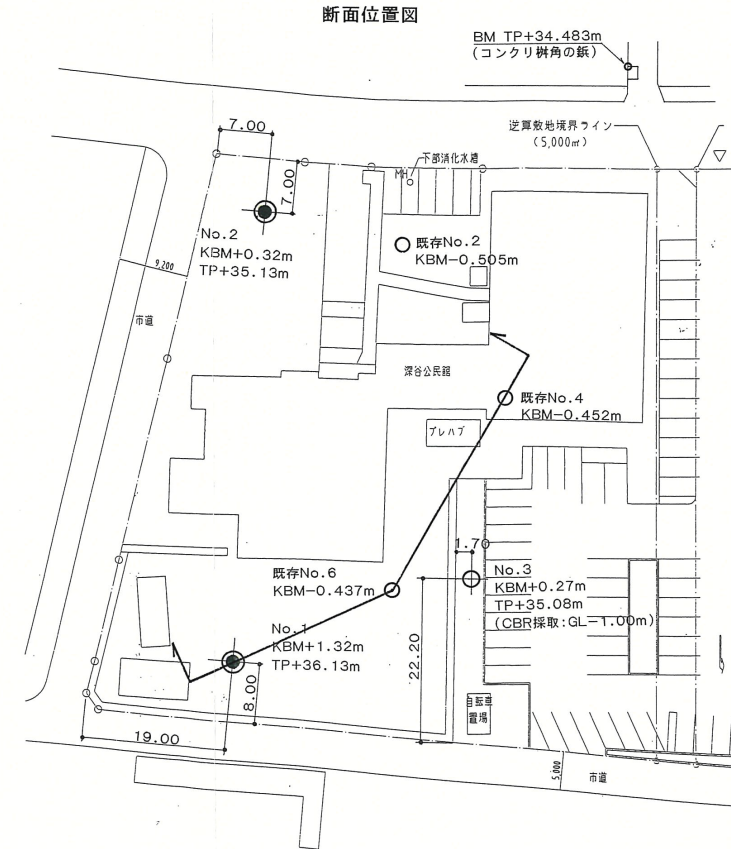 断面位置図
BM TP+34.483m
(コンクリ桝角の鋲)
逆算敷地境界ライン
(5,000㎡)
7.00
下部消化水槽
MH
7.00
No.2
KBM+0.32m
TP+35.13m
既存No.2
KBM-0.505m
9,200
市道
深谷公民館
既存No.4
KBM-0.452m
プレハブ
1.70
既存No.6
KBM-0.437m
No.3
KBM+0.27m
TP+35.08m
(CBR採取:GL-1.00m)
No.1
KBM+1.32m
TP+36.13m
22.20
8.00
自転車
置場
19.00
5,000
市道